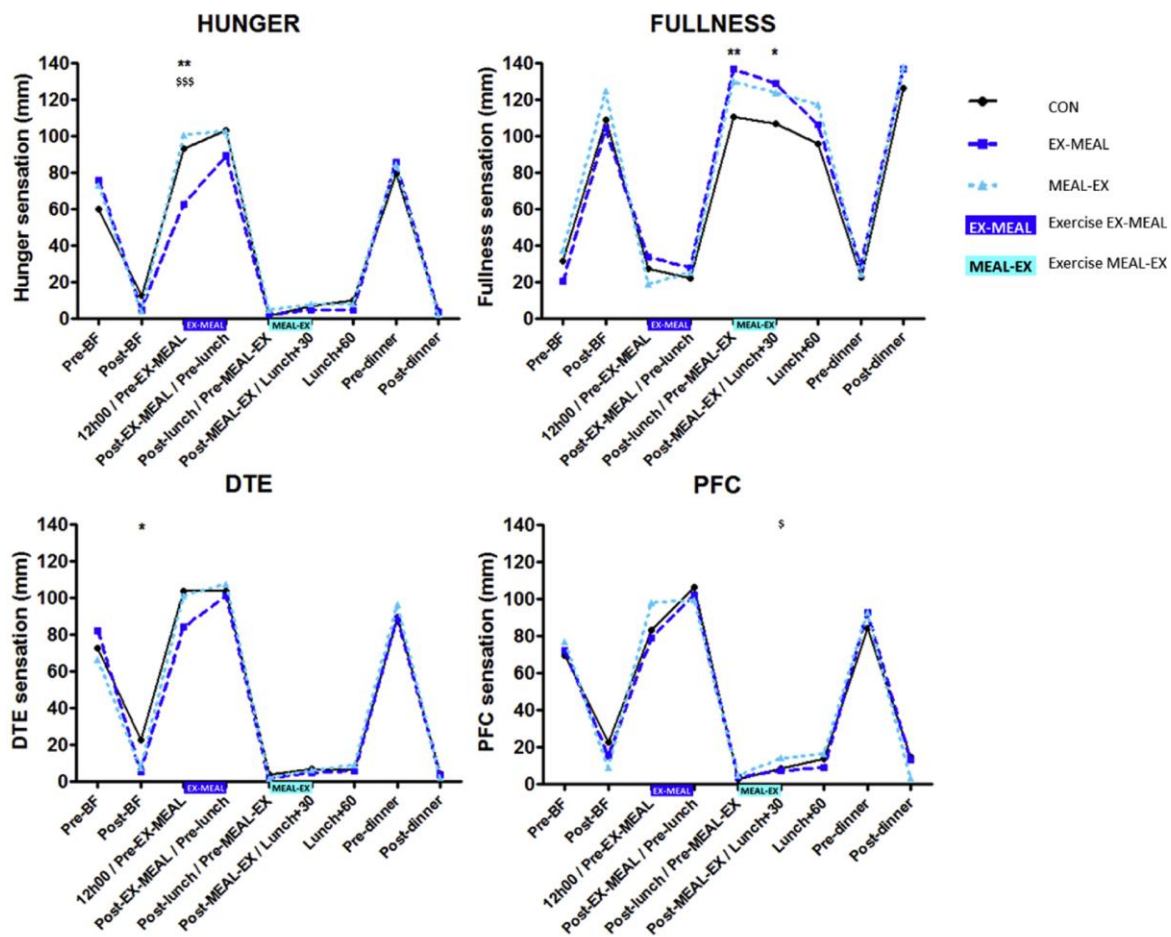 HUNGER
**
$$$
Hunger sensation (mm)
140
120
100
80
60
40
20
0
EX-MEAL
MEAL-EX
Pre-BF
Post-BF
12h00 / Pre-EX-MEAL
Post-EX-MEAL / Pre-lunch
Post-lunch / Pre-MEAL-EX
Post-MEAL-EX / Lunch+30
Lunch+60
Pre-dinner
Post-dinner
FULLNESS
** *
Fullness sensation (mm)
140
120
100
80
60
40
20
0
EX-MEAL
MEAL-EX
Pre-BF
Post-BF
12h00 / Pre-EX-MEAL
Post-EX-MEAL / Pre-lunch
Post-lunch / Pre-MEAL-EX
Post-MEAL-EX / Lunch+30
Lunch+60
Pre-dinner
Post-dinner
CON
EX-MEAL
MEAL-EX
EX-MEAL Exercise EX-MEAL
MEAL-EX Exercise MEAL-EX
DTE
*
DTE sensation (mm)
140
120
100
80
60
40
20
0
EX-MEAL
MEAL-EX
Pre-BF
Post-BF
12h00 / Pre-EX-MEAL
Post-EX-MEAL / Pre-lunch
Post-lunch / Pre-MEAL-EX
Post-MEAL-EX / Lunch+30
Lunch+60
Pre-dinner
Post-dinner
PFC
$
PFC sensation (mm)
140
120
100
80
60
40
20
0
EX-MEAL
MEAL-EX
Pre-BF
Post-BF
12h00 / Pre-EX-MEAL
Post-EX-MEAL / Pre-lunch
Post-lunch / Pre-MEAL-EX
Post-MEAL-EX / Lunch+30
Lunch+60
Pre-dinner
Post-dinner